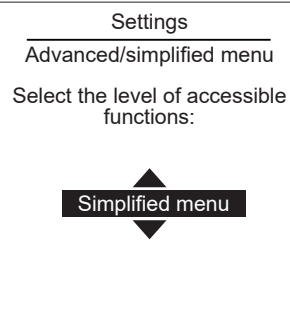 Settings
Advanced/simplified menu
Select the level of accessible
functions:
Simplified menu